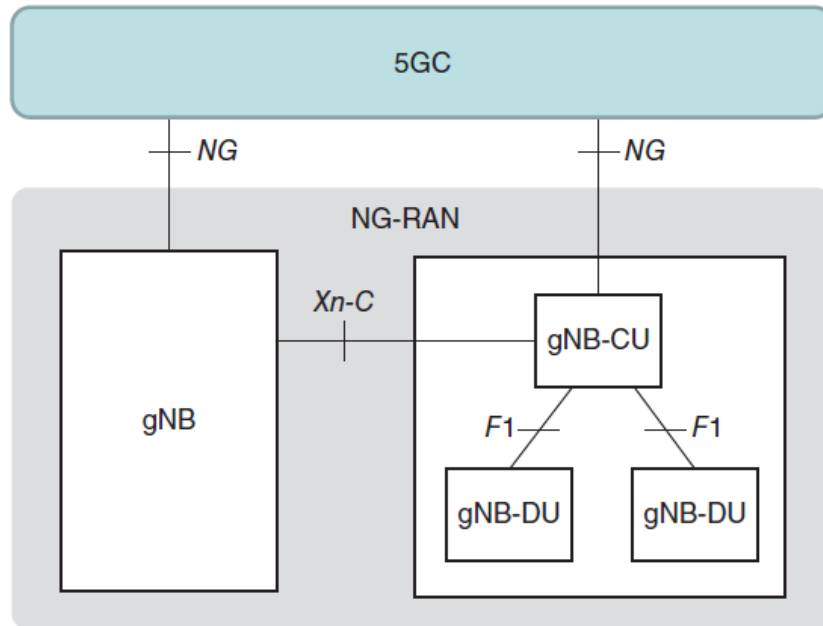 5GC
NG
NG
NG-RAN
Xn-C
gNB-CU
gNB
F1
F1
gNB-DU
gNB-DU